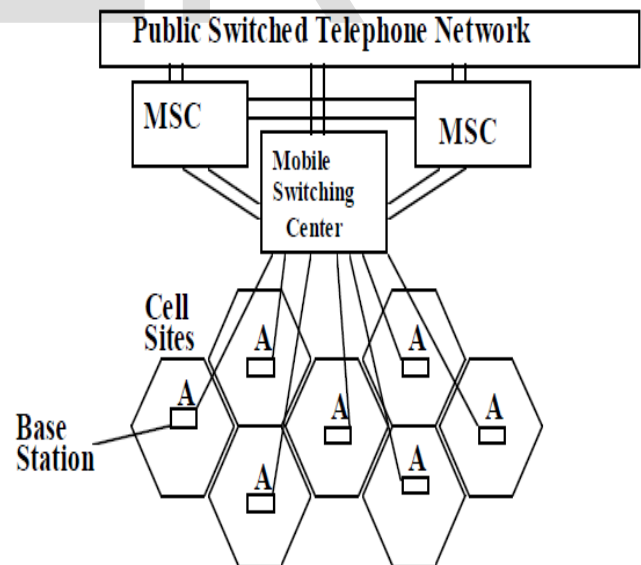 Public Switched Telephone Network
MSC
MSC
Mobile
Switching
Center
Cell
Sites
A
A
A
A
A
A
A
Base
Station